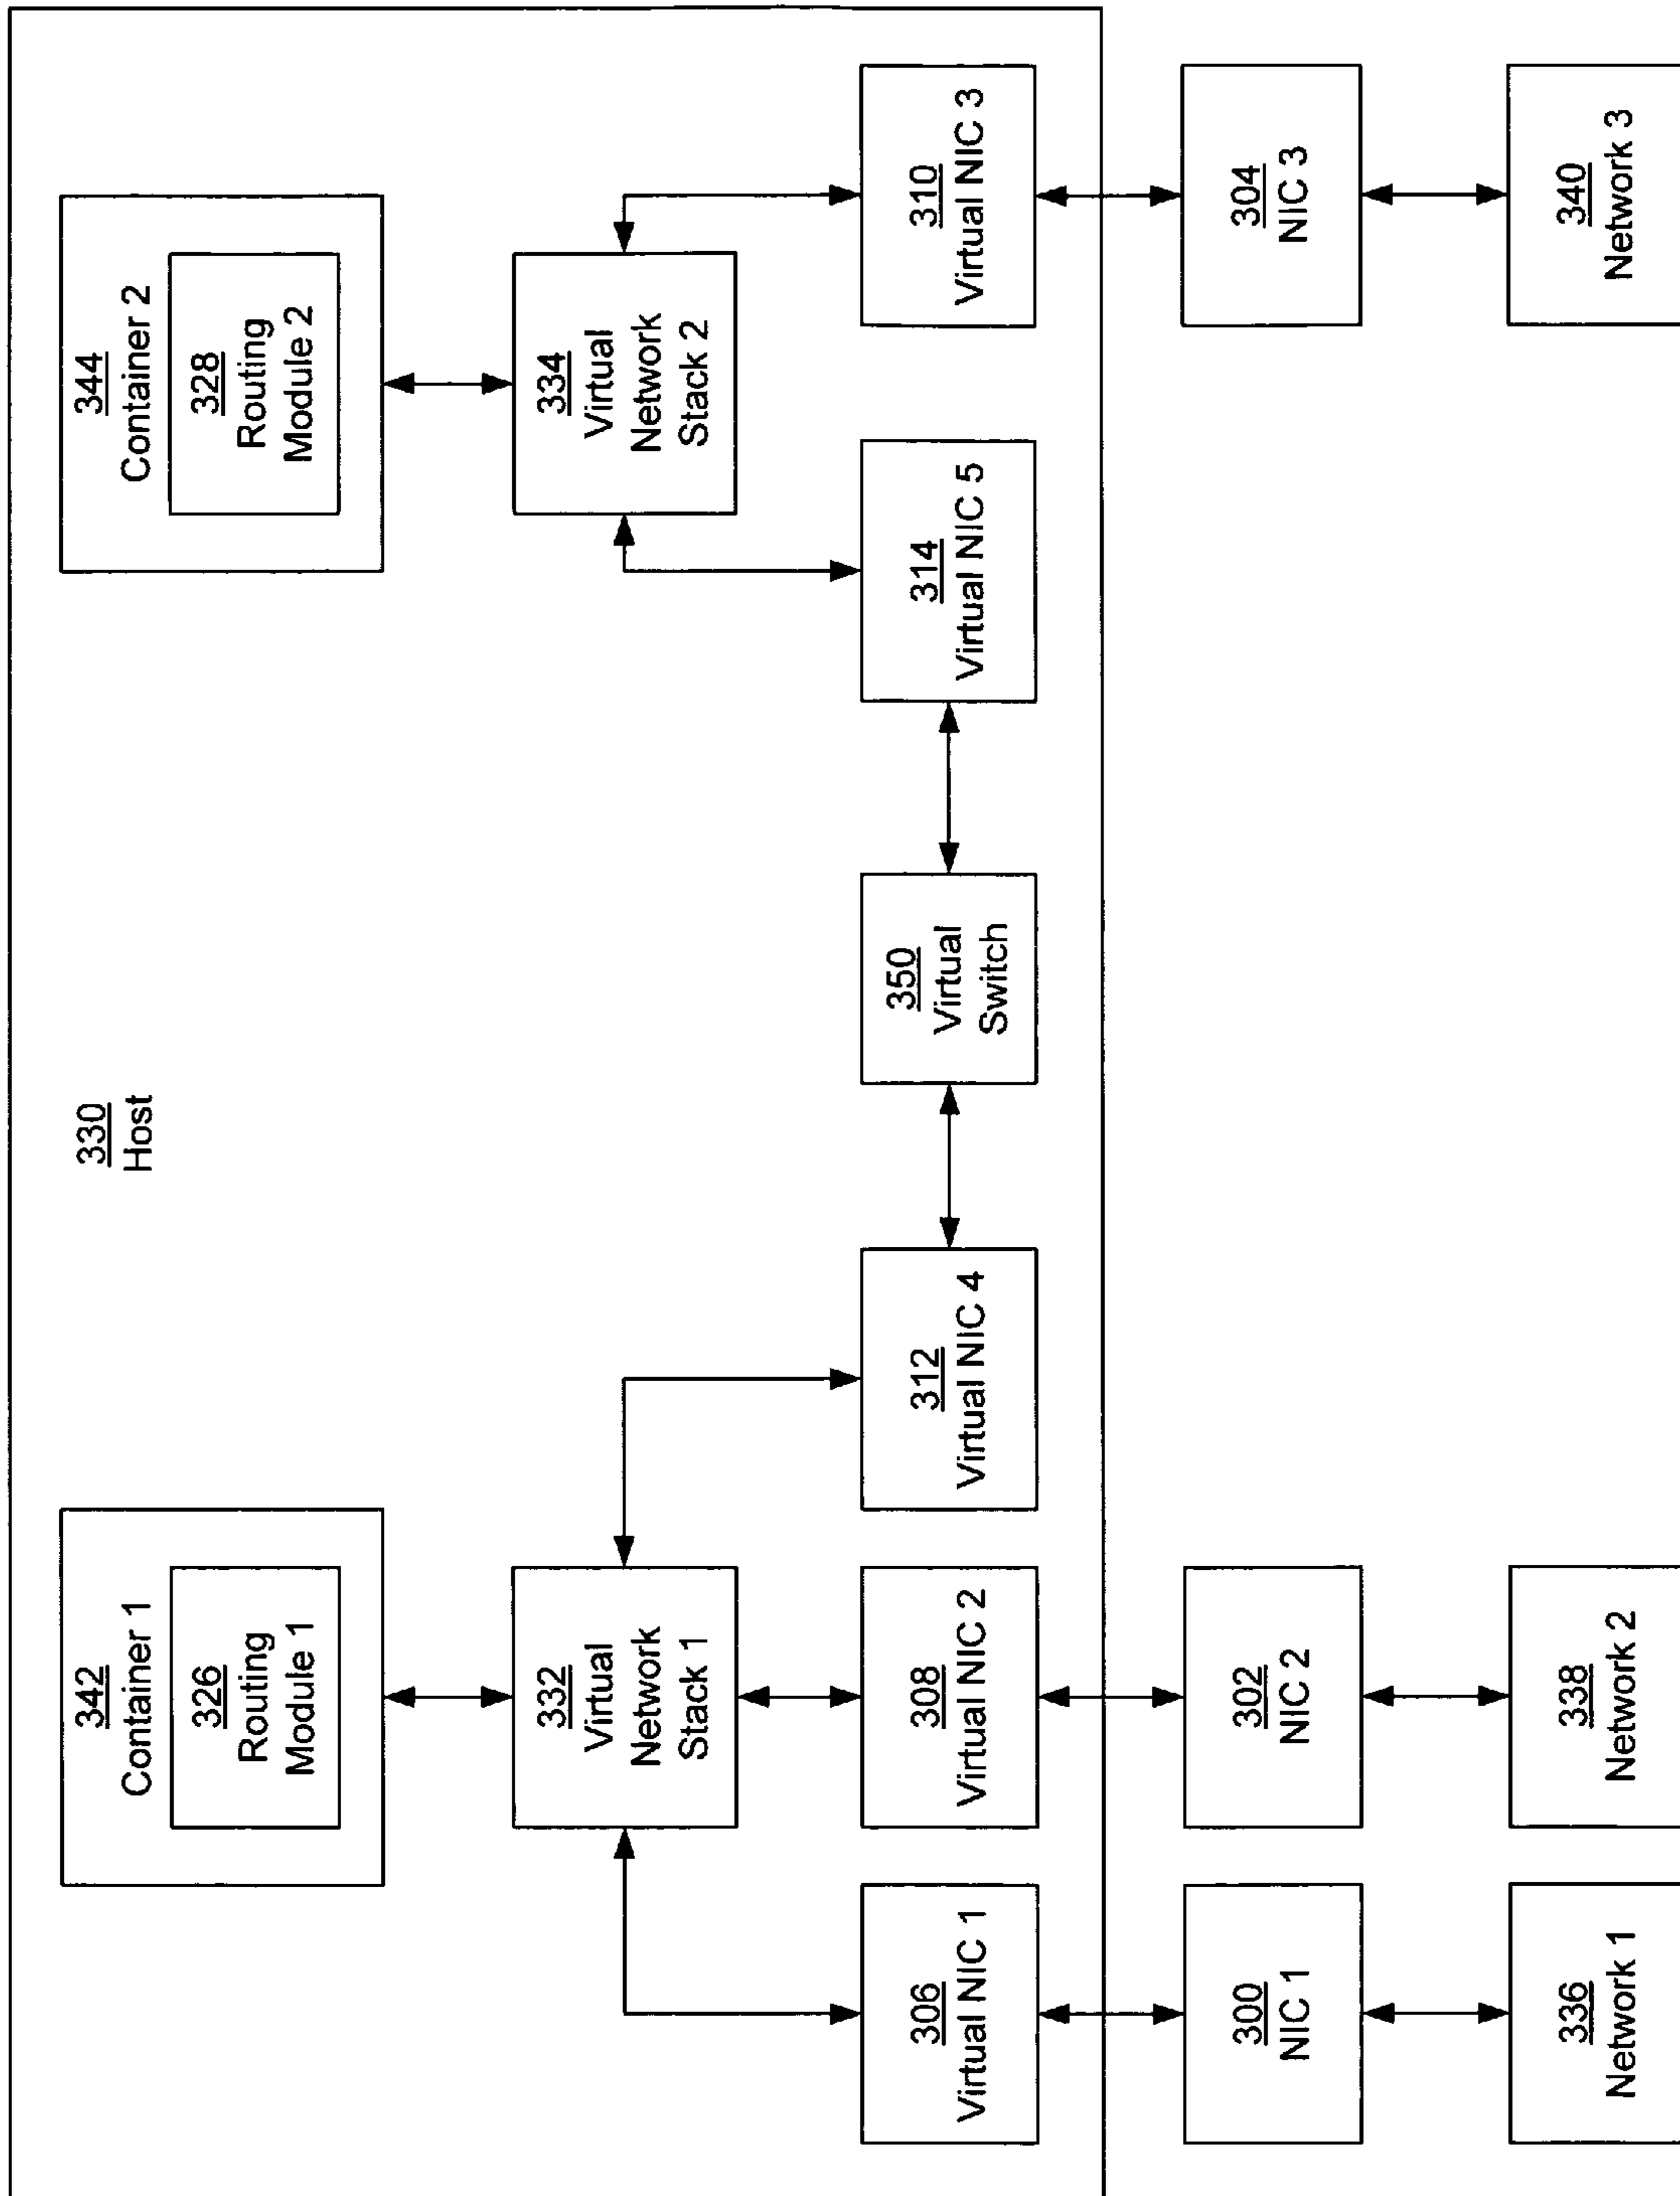 330
Host
342
Container 1
326
Routing
Module 1
344
Container 2
328
Routing
Module 2
332
Virtual
Network
Stack 1
334
Virtual
Network
Stack 2
306
Virtual NIC 1
308
Virtual NIC 2
312
Virtual NIC 4
350
Virtual
Switch
314
Virtual NIC 5
310
Virtual NIC 3
300
NIC 1
302
NIC 2
304
NIC 3
336
Network 1
338
Network 2
340
Network 3